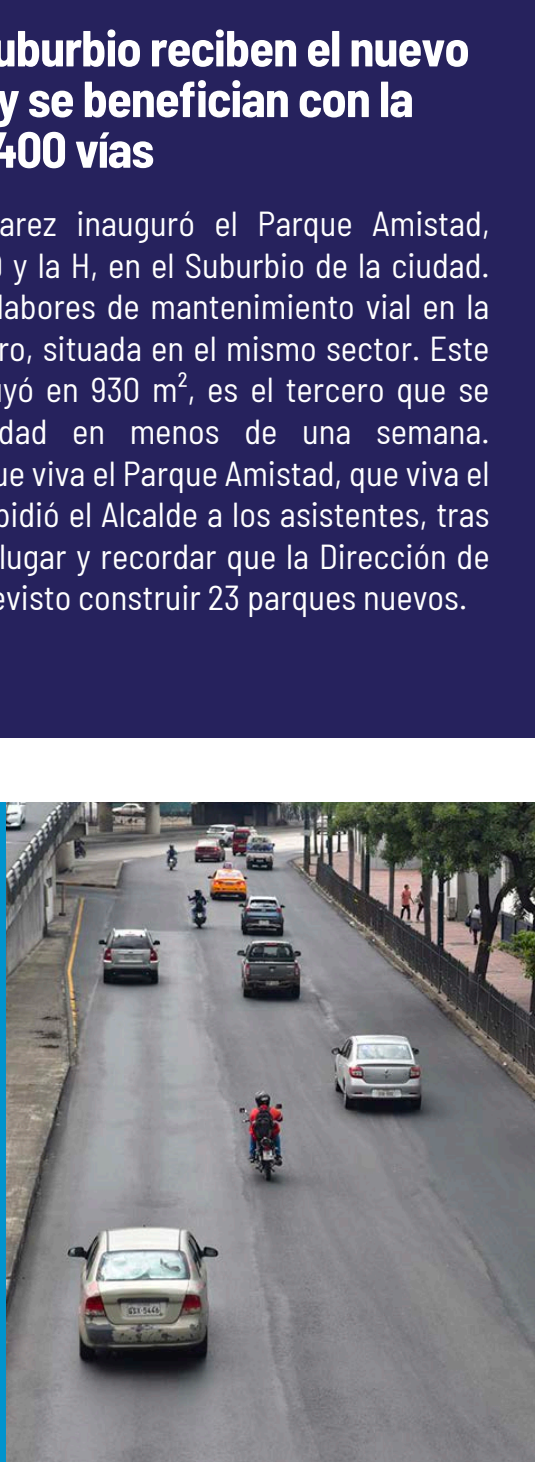 uburbio reciben el nuevo
y se benefician con la
400 vías
arez inauguró el Parque Amistad,
y la H, en el Suburbio de la ciudad.
labores de mantenimiento vial en la
ro, situada en el mismo sector. Este
uyó en 930 m², es el tercero que se
dad en menos de una semana.
ue viva el Parque Amistad, que viva el
pidió el Alcalde a los asistentes, tras
lugar y recordar que la Dirección de
evisto construir 23 parques nuevos.